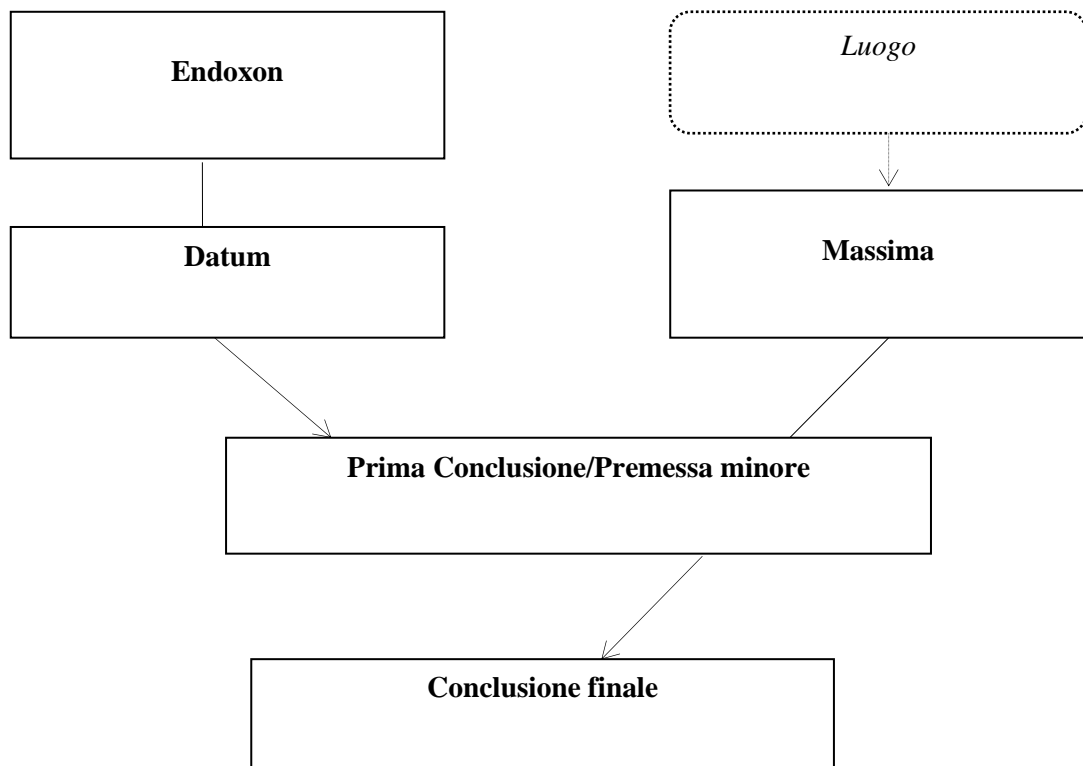 Endoxon
Luogo
Datum
Massima
Prima Conclusione/Premessa minore
Conclusione finale